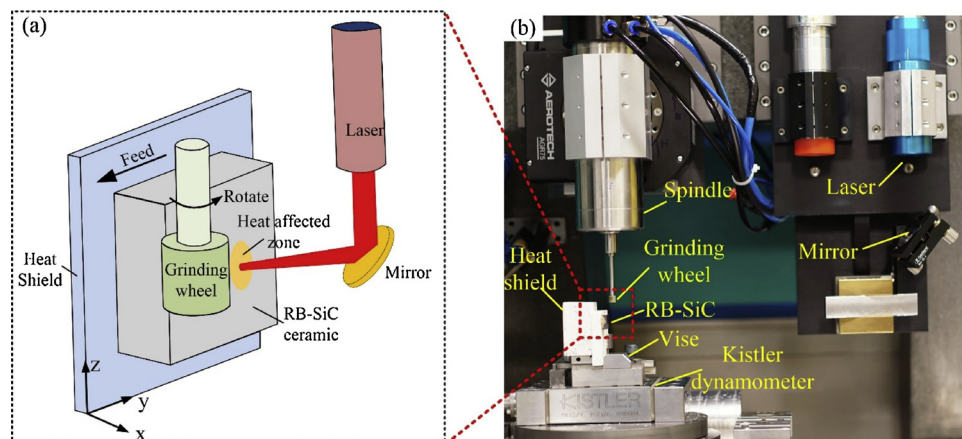 (a)
Laser
Feed
Rotate
Heat affected
zone
Heat
Shield
Grinding
wheel
Mirror
RB-SiC
ceramic
z
y
x
(b)
AEROTECH
AGR75
Spindle
Laser
Mirror
Grinding
wheel
Heat
shield
RB-SiC
Vise
Kistler
dynamometer
KISTLER